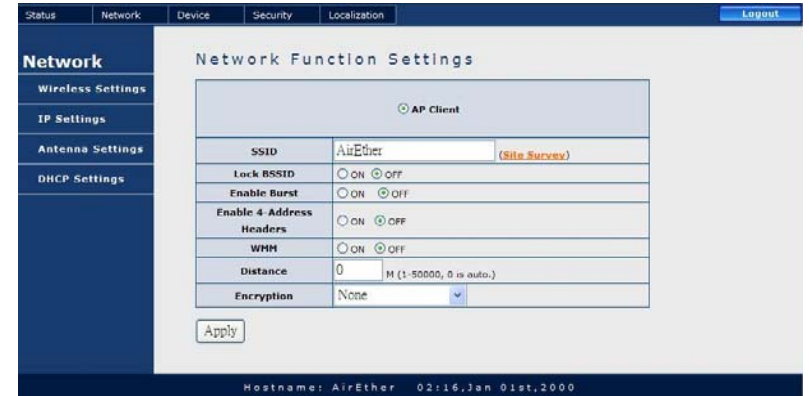 Status Network Device Security Localization Logout
Network
Wireless Settings
IP Settings
Antenna Settings
DHCP Settings
Network Function Settings
AP Client
SSID AirEther (Site Survey)
Lock BSSID ON OFF
Enable Burst ON OFF
Enable 4-Address
Headers ON OFF
WMM ON OFF
Distance 0 M (1-50000, 0 is auto.)
Encryption None
Apply
Hostname: AirEther 02:16,Jan 01st,2000